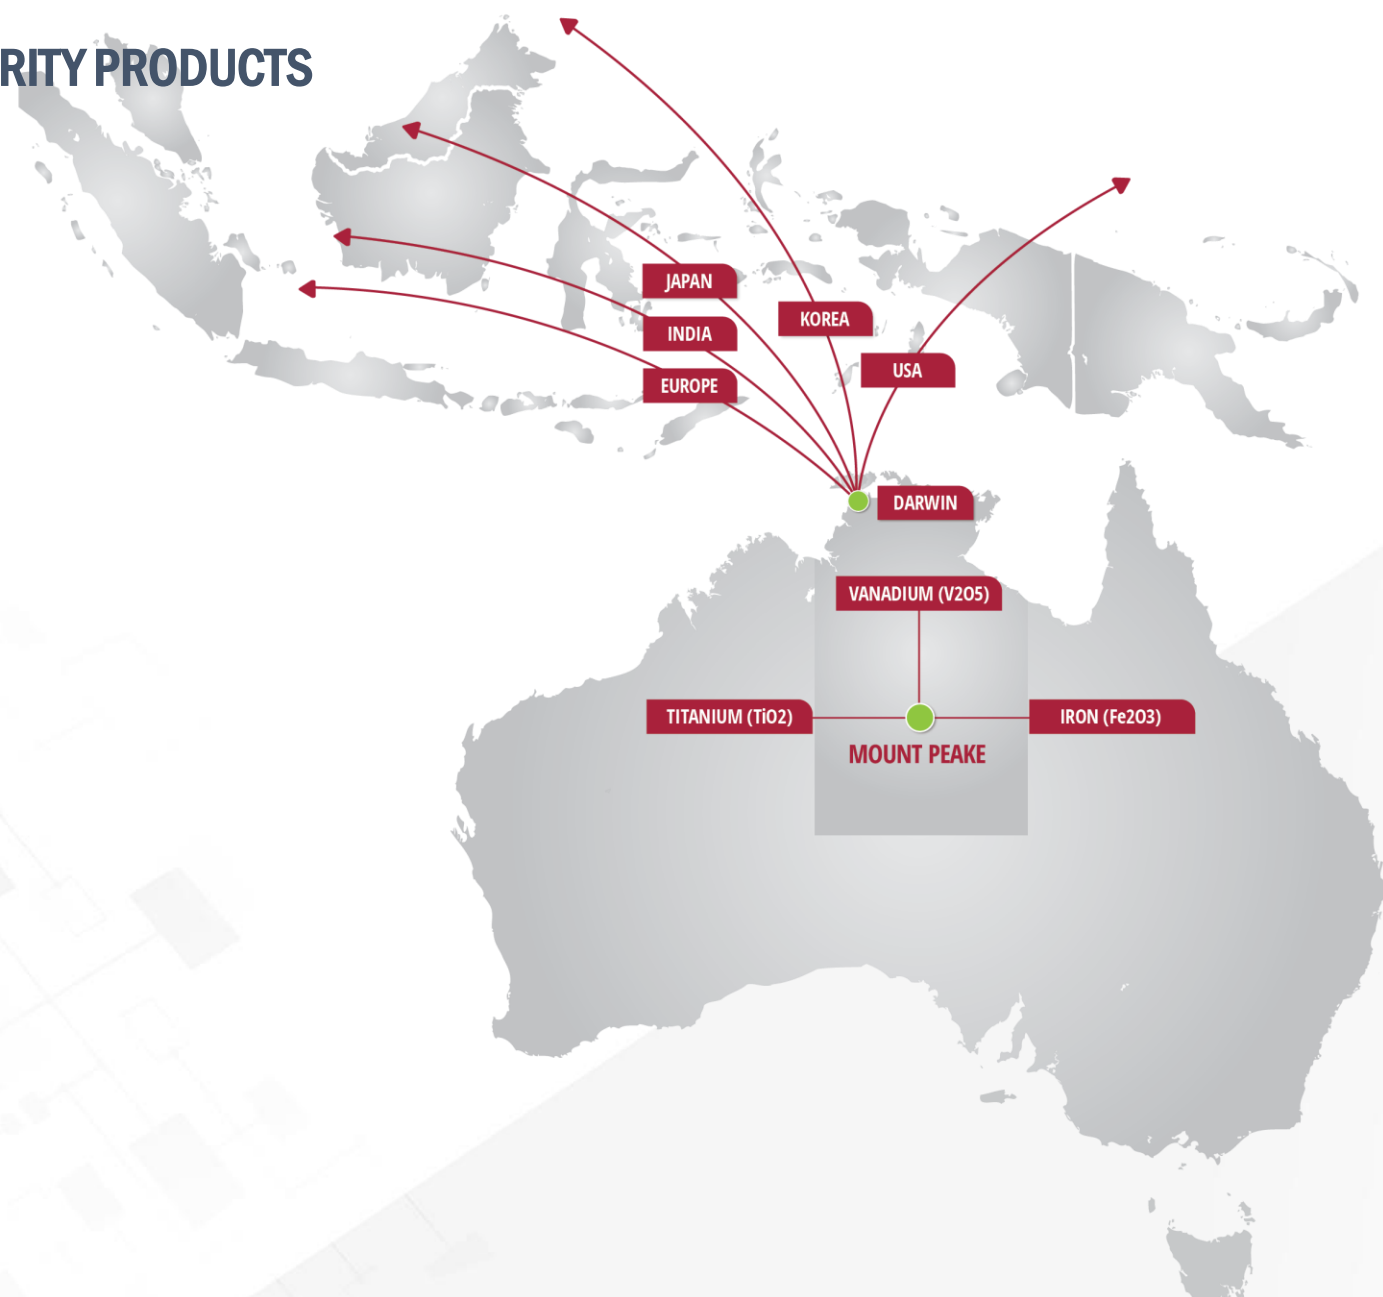 RITY PRODUCTS
JAPAN
KOREA
INDIA
USA
EUROPE
DARWIN
VANADIUM (V2O5)
TITANIUM (TiO2)
IRON (Fe2O3)
MOUNT PEAKE